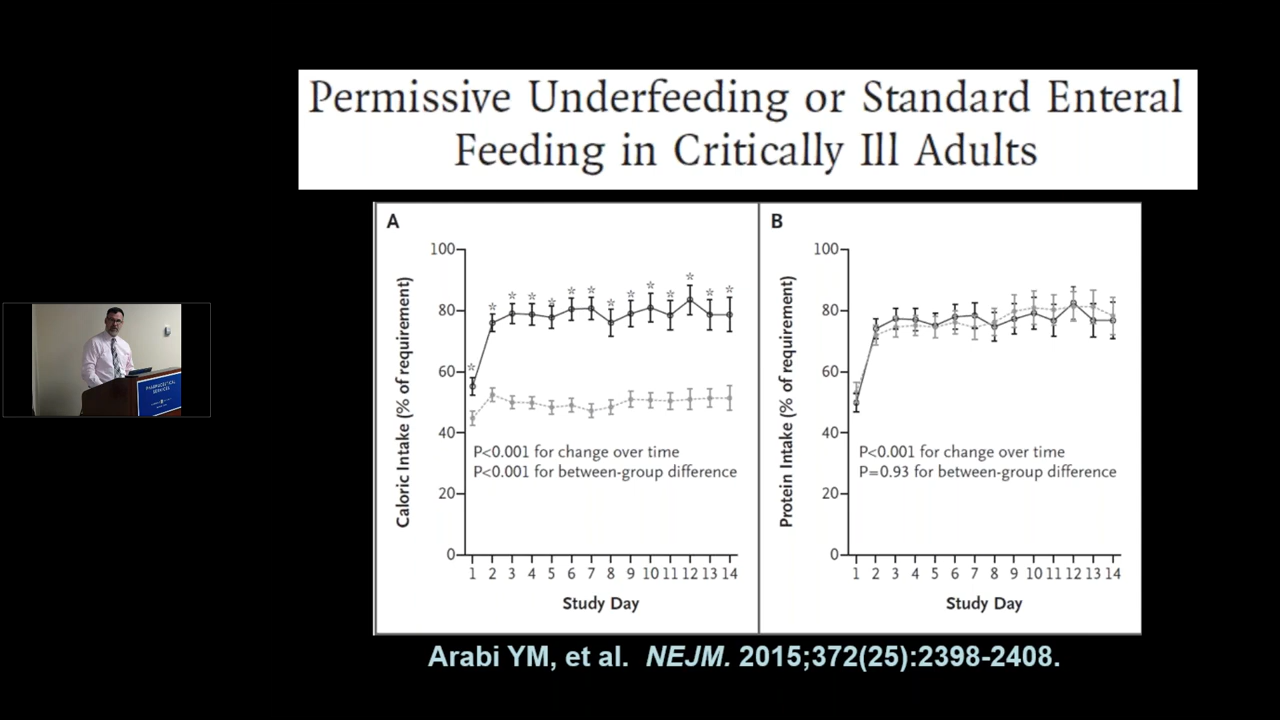 Permissive Underfeeding or Standard Enteral
Feeding in Critically Ill Adults
A
Caloric Intake (% of requirement)
100
80
60
40
20
0
P<0.001 for change over time
P<0.001 for between-group difference
1 2 3 4 5 6 7 8 9 10 11 12 13 14
Study Day
B
Protein Intake (% of requirement)
100
80
60
40
20
0
P<0.001 for change over time
P=0.93 for between-group difference
1 2 3 4 5 6 7 8 9 10 11 12 13 14
Study Day
Arabi YM, et al. NEJM. 2015;372(25):2398-2408.
PHARMACEUTICAL
SERVICES